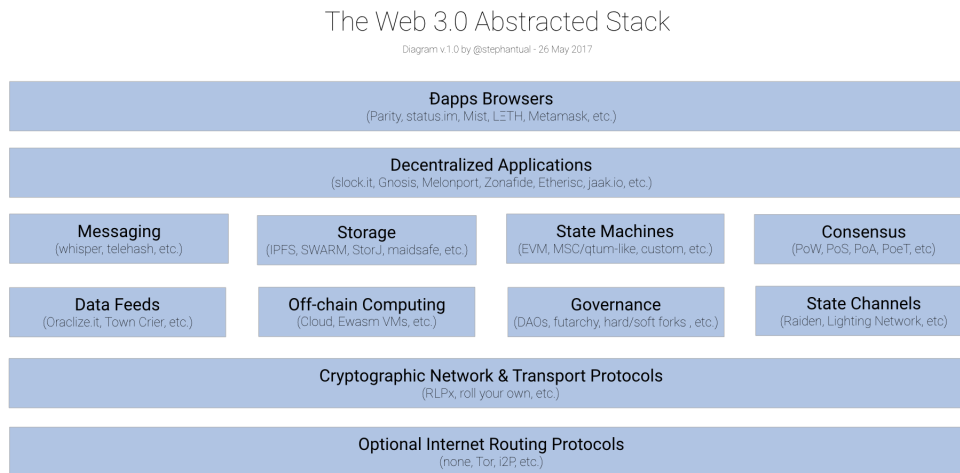 The Web 3.0 Abstracted Stack
Diagram v.1.0 by @stephantual - 26 May 2017
Ðapps Browsers
(Parity, status.im, Mist, LΞTH, Metamask, etc.)
Decentralized Applications
(slock.it, Gnosis, Melonport, Zonafide, Etherisc, jaak.io, etc.)
Messaging
(whisper, telehash, etc.)
Storage
(IPFS, SWARM, StorJ, maidsafe, etc.)
State Machines
(EVM, MSC/qtum-like, custom, etc.)
Consensus
(PoW, PoS, PoA, PoeT, etc)
Data Feeds
(Oraclize.it, Town Crier, etc.)
Off-chain Computing
(Cloud, Ewasm VMs, etc.)
Governance
(DAOs, futarchy, hard/soft forks , etc.)
State Channels
(Raiden, Lighting Network, etc)
Cryptographic Network & Transport Protocols
(RLPx, roll your own, etc.)
Optional Internet Routing Protocols
(none, Tor, i2P, etc.)